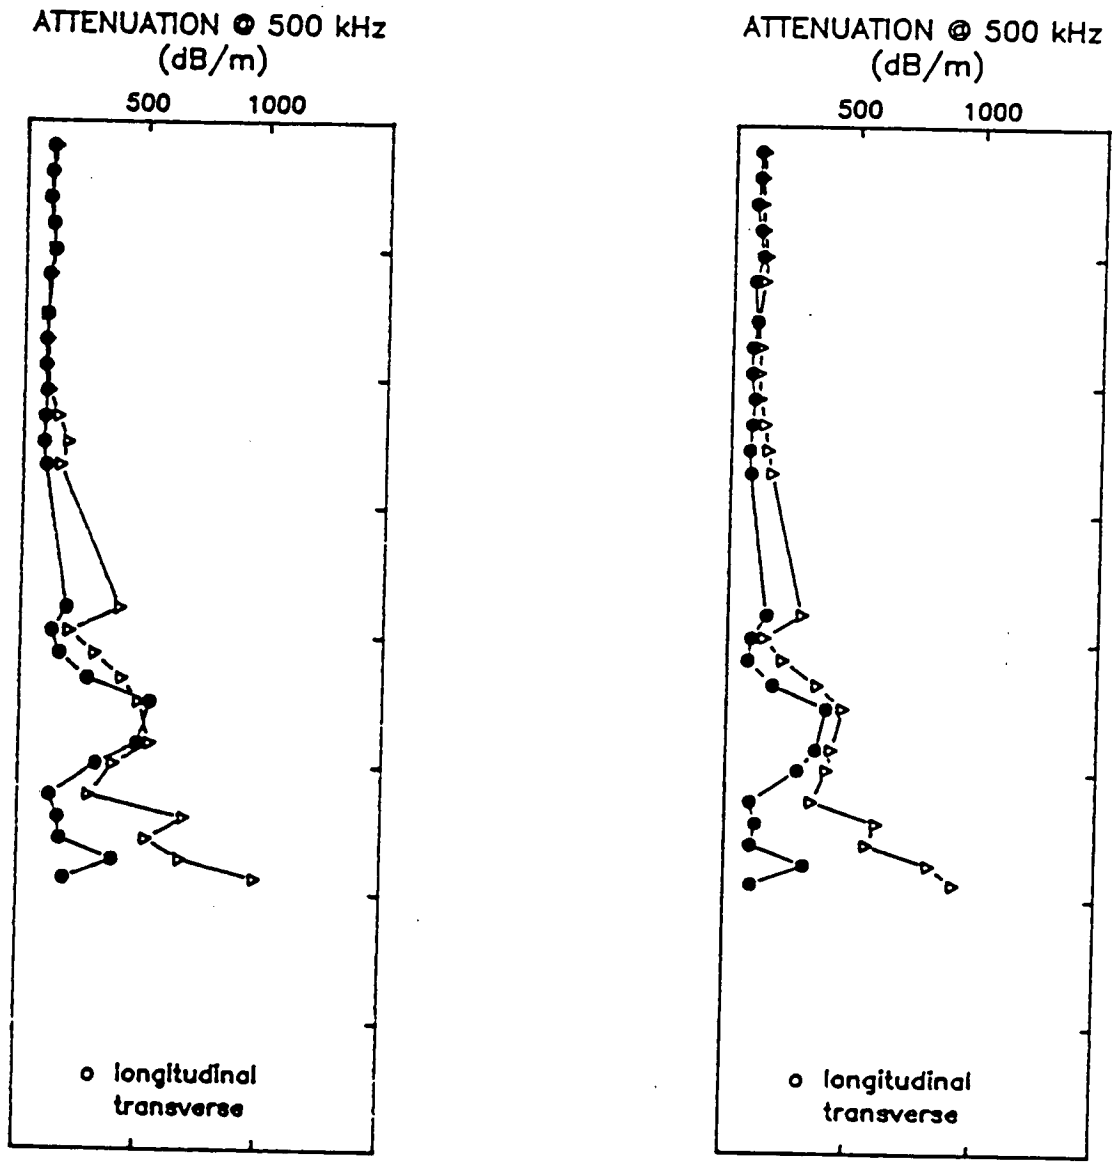 ATTENUATION @ 500 kHz
(dB/m)
500 1000
o longitudinal
transverse
ATTENUATION @ 500 kHz
(dB/m)
500 1000
o longitudinal
transverse